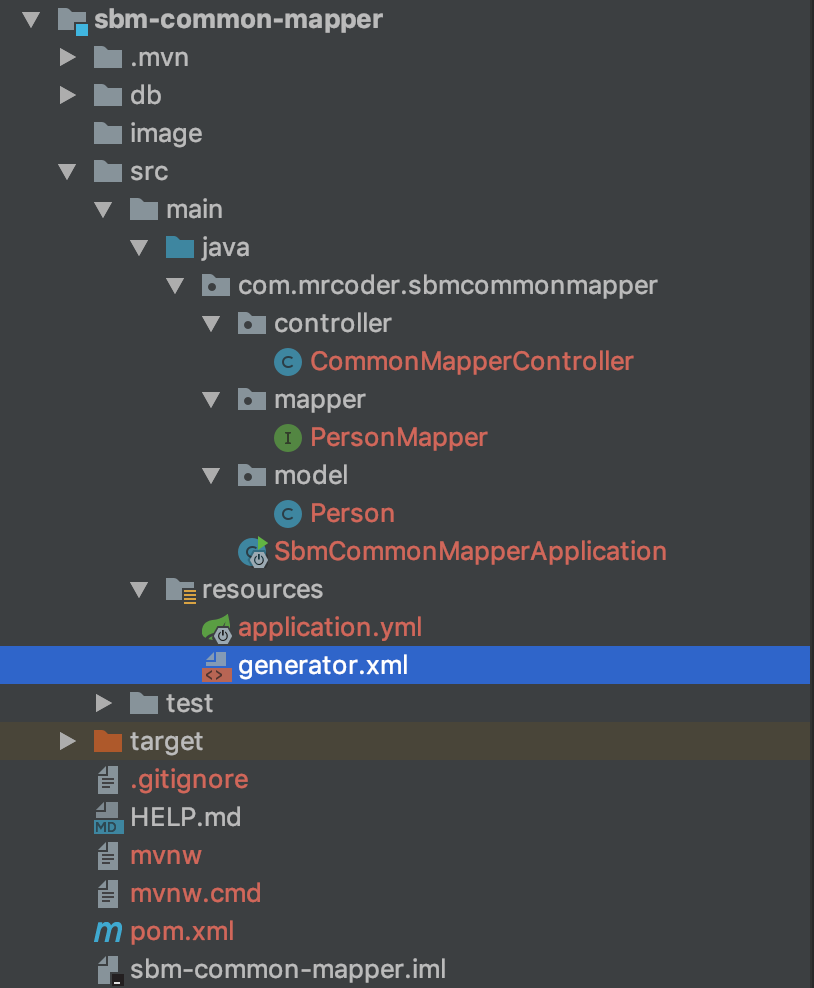 sbm-common-mapper
.mvn
db
image
src
main
java
com.mrcoder.sbmcommonmapper
controller
C CommonMapperController
mapper
I PersonMapper
model
C Person
C SbmCommonMapperApplication
resources
application.yml
<> generator.xml
test
target
.gitignore
MD HELP.md
mvnw
mvnw.cmd
m pom.xml
sbm-common-mapper.iml